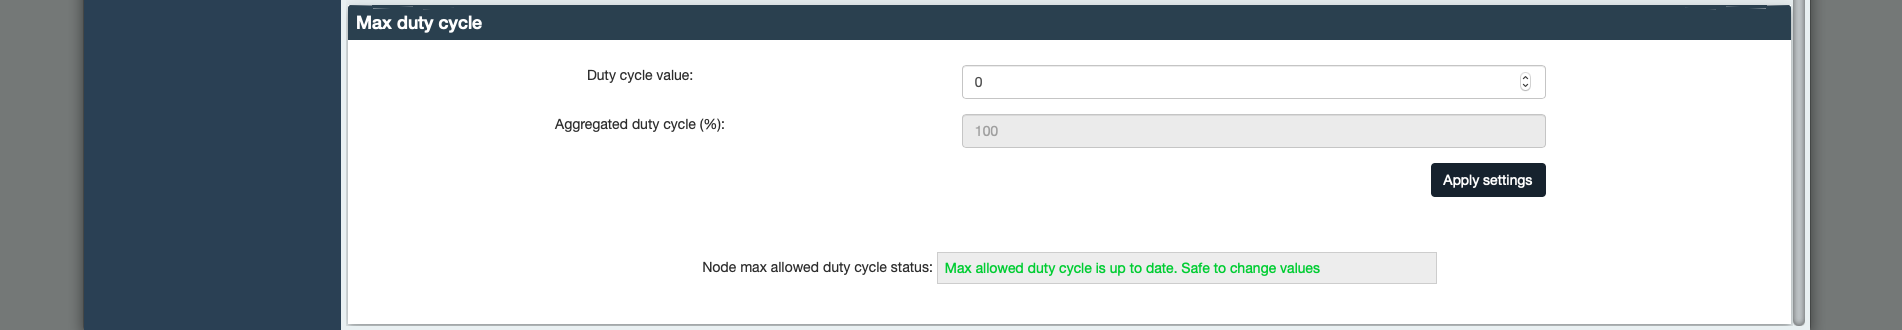 Max duty cycle
Duty cycle value:
0
Aggregated duty cycle (%):
100
Apply settings
Node max allowed duty cycle status: Max allowed duty cycle is up to date. Safe to change values